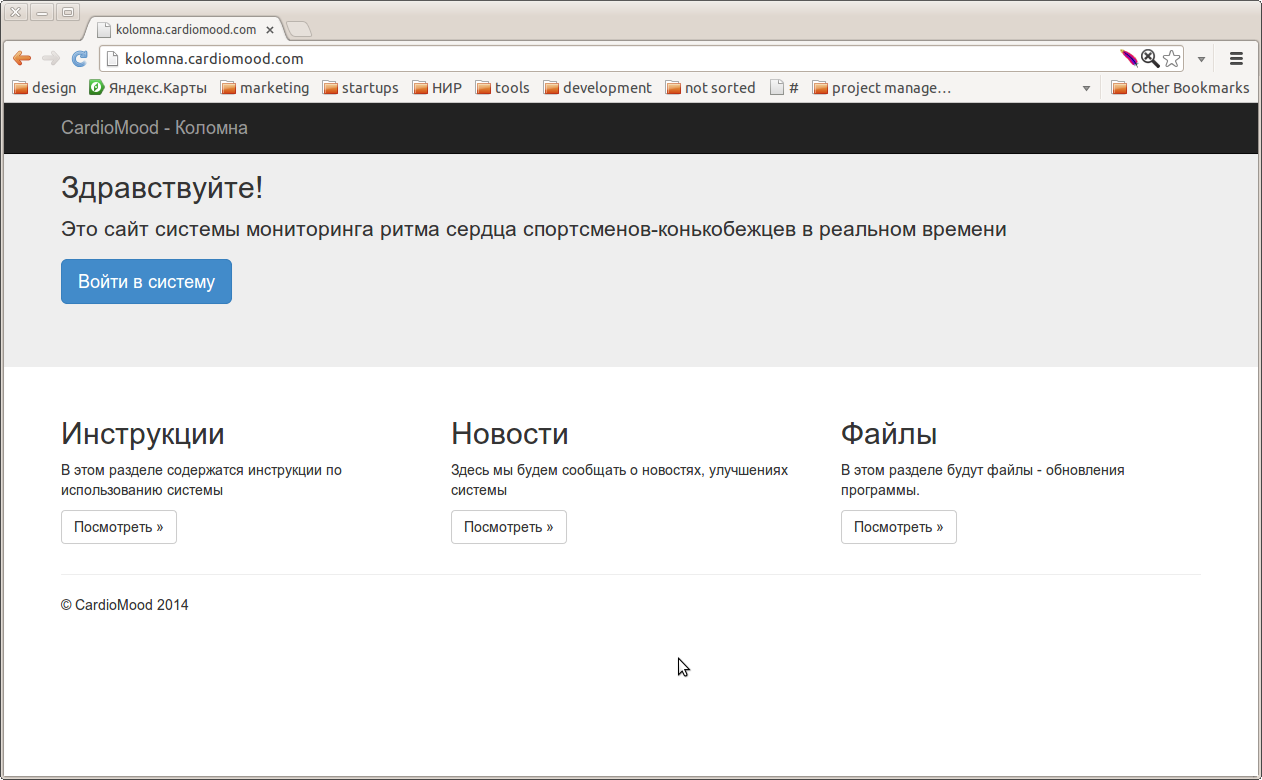 kolomna.cardiomood.com
kolomna.cardiomood.com
design Яндекс.Карты marketing startups НИР tools development not sorted # project manage... Other Bookmarks
CardioMood - Коломна
Здравствуйте!
Это сайт системы мониторинга ритма сердца спортсменов-конькобежцев в реальном времени
Войти в систему
Инструкции
В этом разделе содержатся инструкции по
использованию системы
Посмотреть »
Новости
Здесь мы будем сообщать о новостях, улучшениях
системы
Посмотреть »
Файлы
В этом разделе будут файлы - обновления
программы.
Посмотреть »
© CardioMood 2014